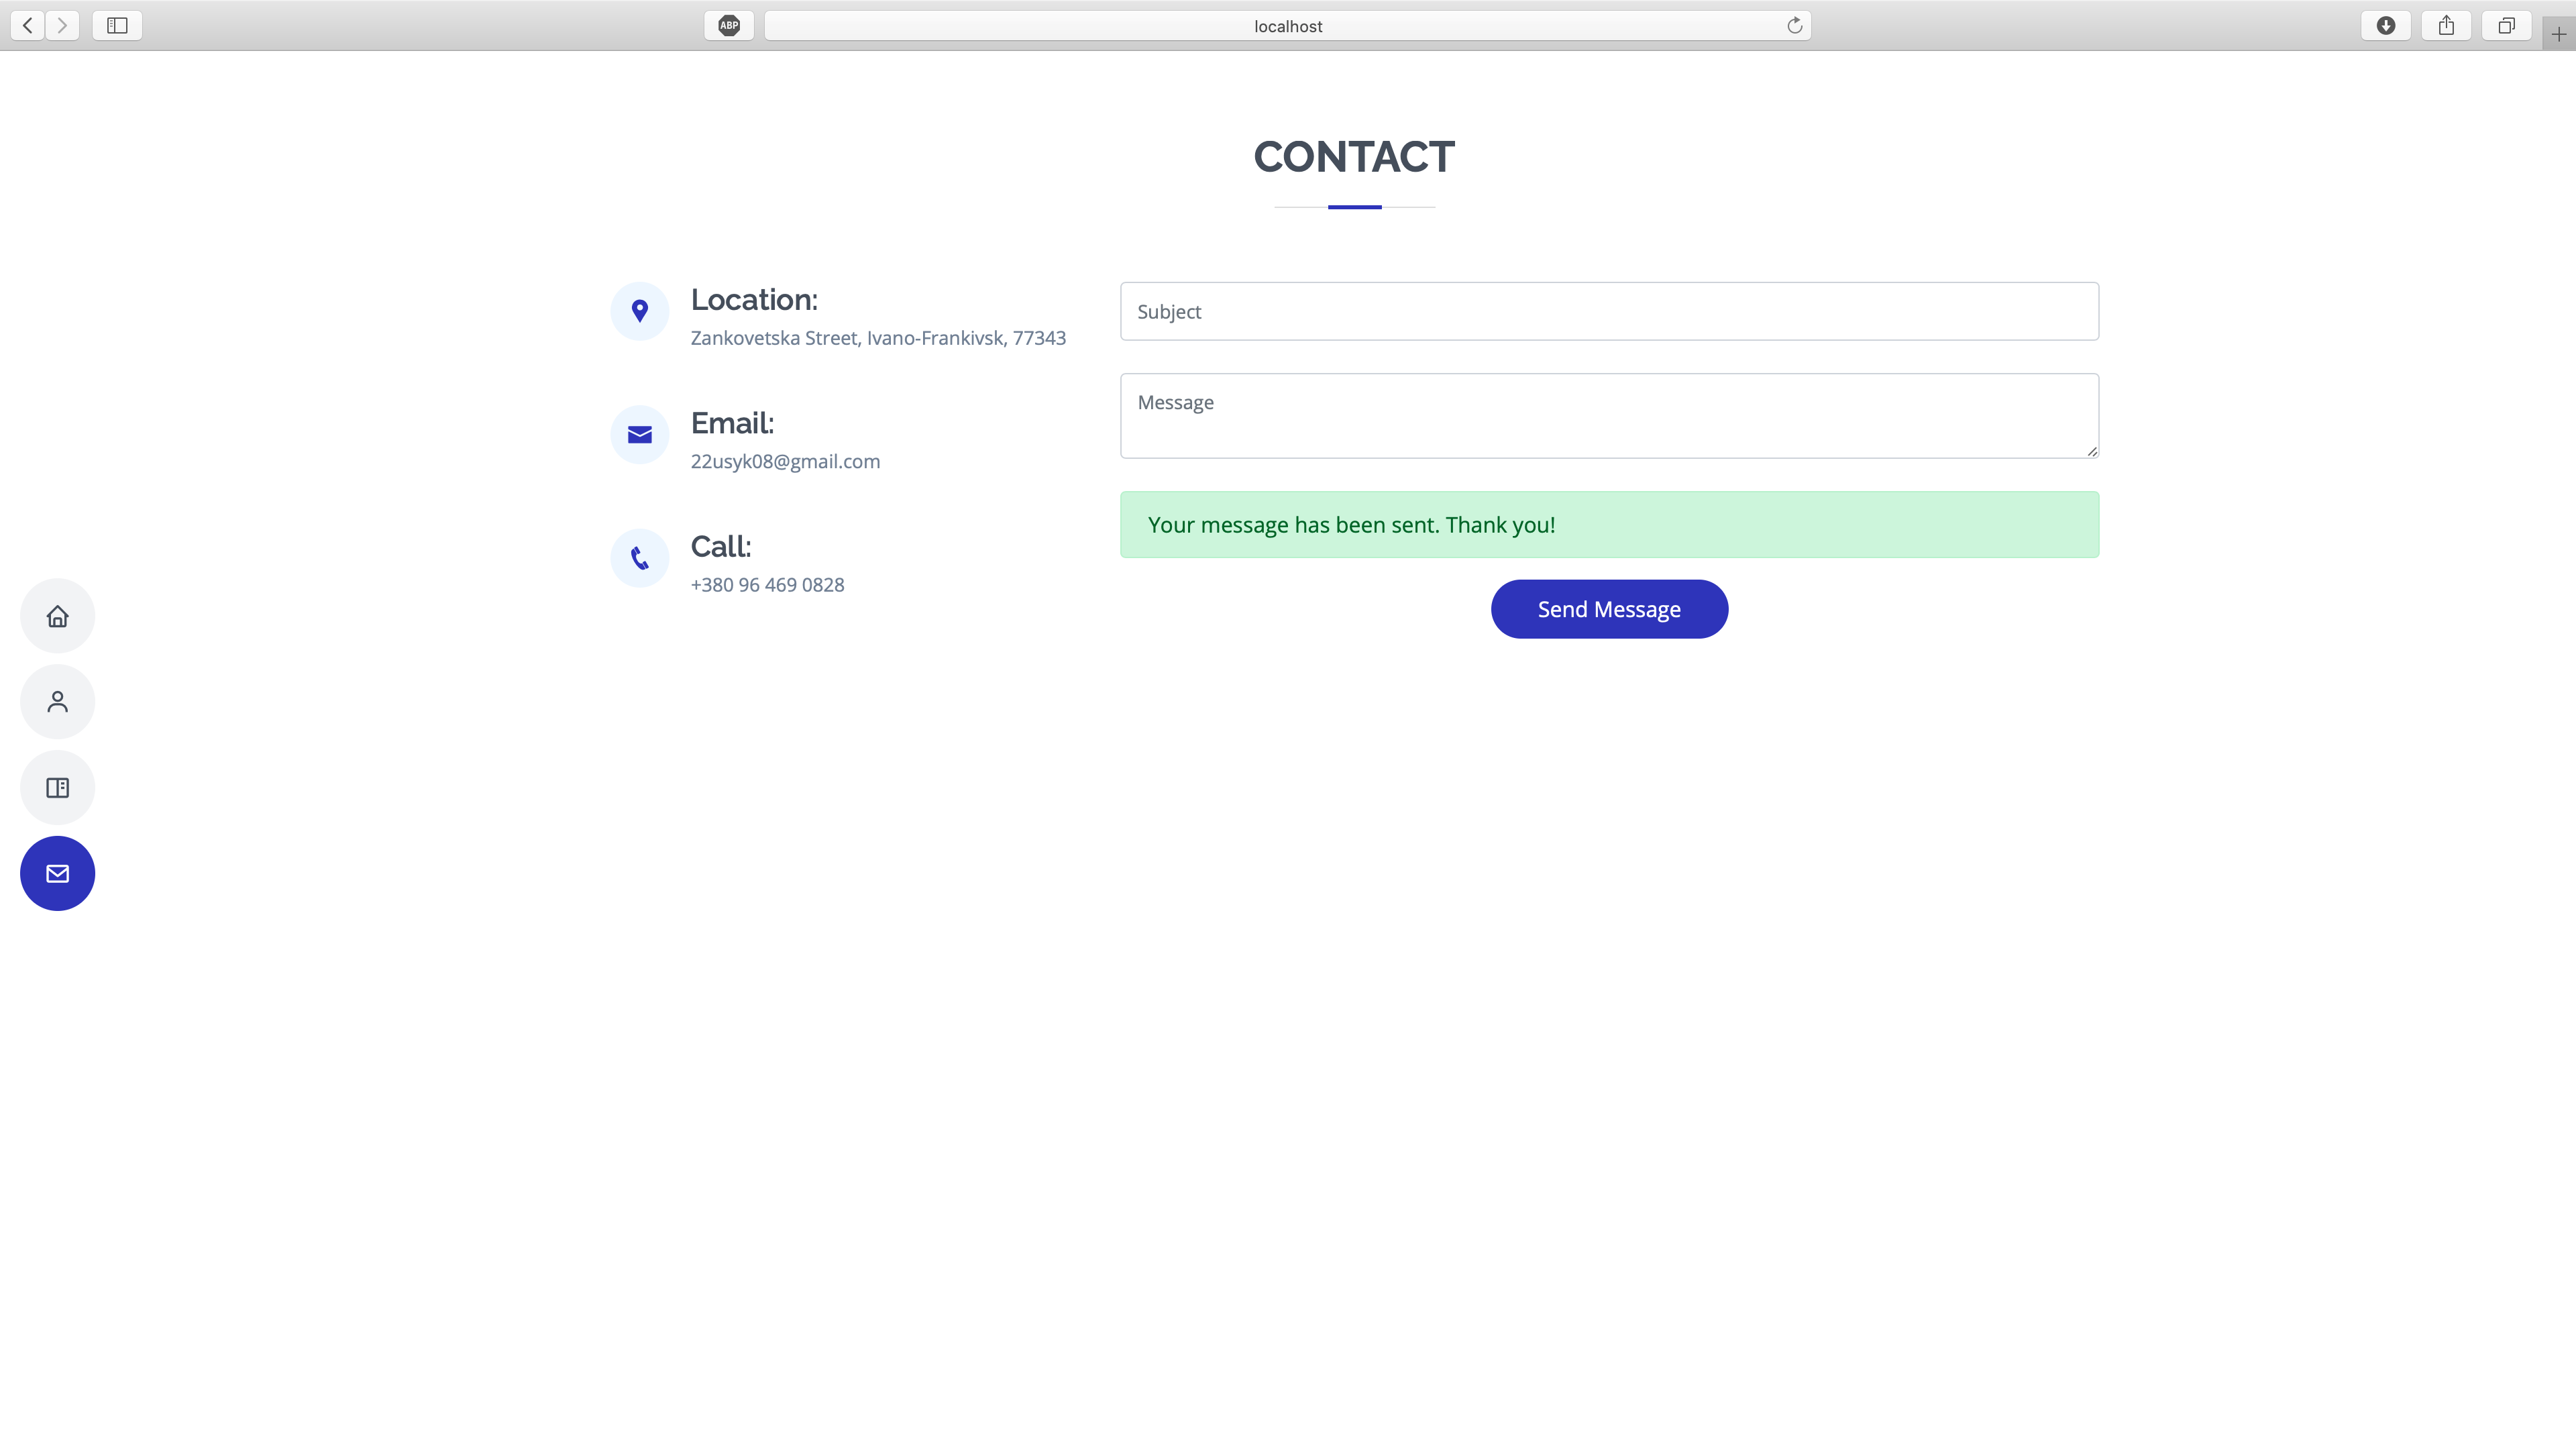 ABP
localhost
CONTACT
Location:
Zankovetska Street, Ivano-Frankivsk, 77343
Email:
22usyk08@gmail.com
Call:
+380 96 469 0828
Subject
Message
Your message has been sent. Thank you!
Send Message